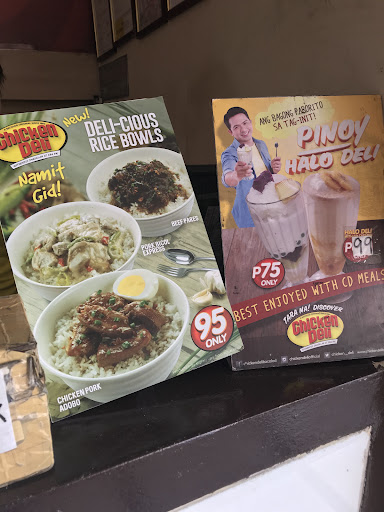 New!
CHICKEN
Deli
DELI-CIOUS
RICE BOWLS
Namit
Gid!
BEEF PARES
PORK BICOL
EXPRESS
95
ONLY
CHICKEN PORK
ADOBO
ANG BAGONG PABORITO
SA TAG-INIT!
PINOY
HALO DELI
P75
ONLY
P99
BEST ENJOYED WITH CD MEALS
TARA NA! DISCOVER
CHICKEN
Deli